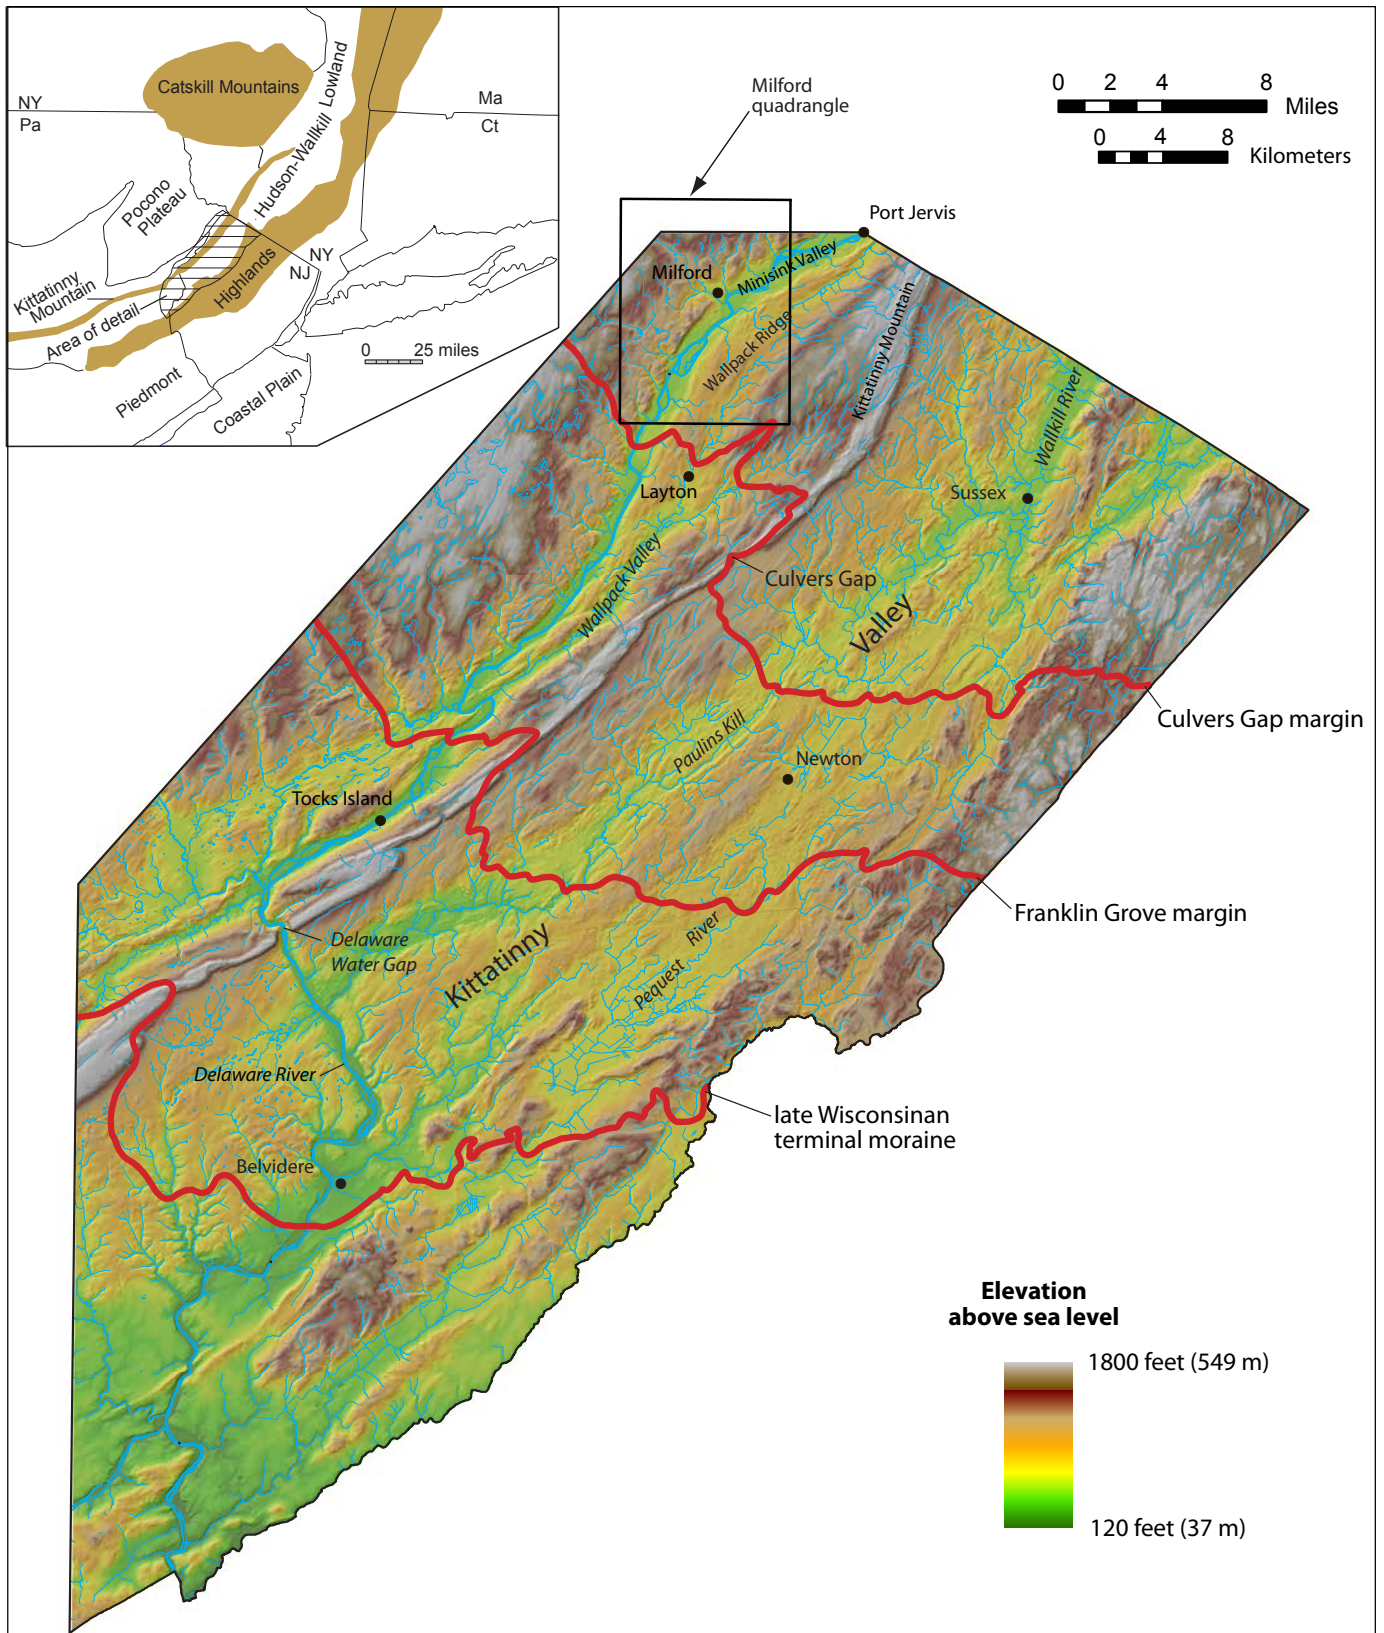 Catskill Mountains
Hudson-Wallkill Lowland
NY
Pa
Ma
Ct
Pocono
Plateau
NY
NJ
Highlands
Kittatinny
Mountain
Area of detail
0 25 miles
Piedmont
Coastal Plain
Milford
quadrangle
0 2 4 8
Miles
0 4 8
Kilometers
Port Jervis
Milford
Minisink Valley
Wallpack Ridge
Kittatinny Mountain
Wallkill River
Sussex
Layton
Wallpack Valley
Culvers Gap
Valley
Culvers Gap margin
Paulins Kill
Newton
Tocks Island
Franklin Grove margin
Delaware
Water Gap
Kittatinny
River
Pequest
Delaware River
late Wisconsinan
terminal moraine
Belvidere
Elevation
above sea level
1800 feet (549 m)
120 feet (37 m)